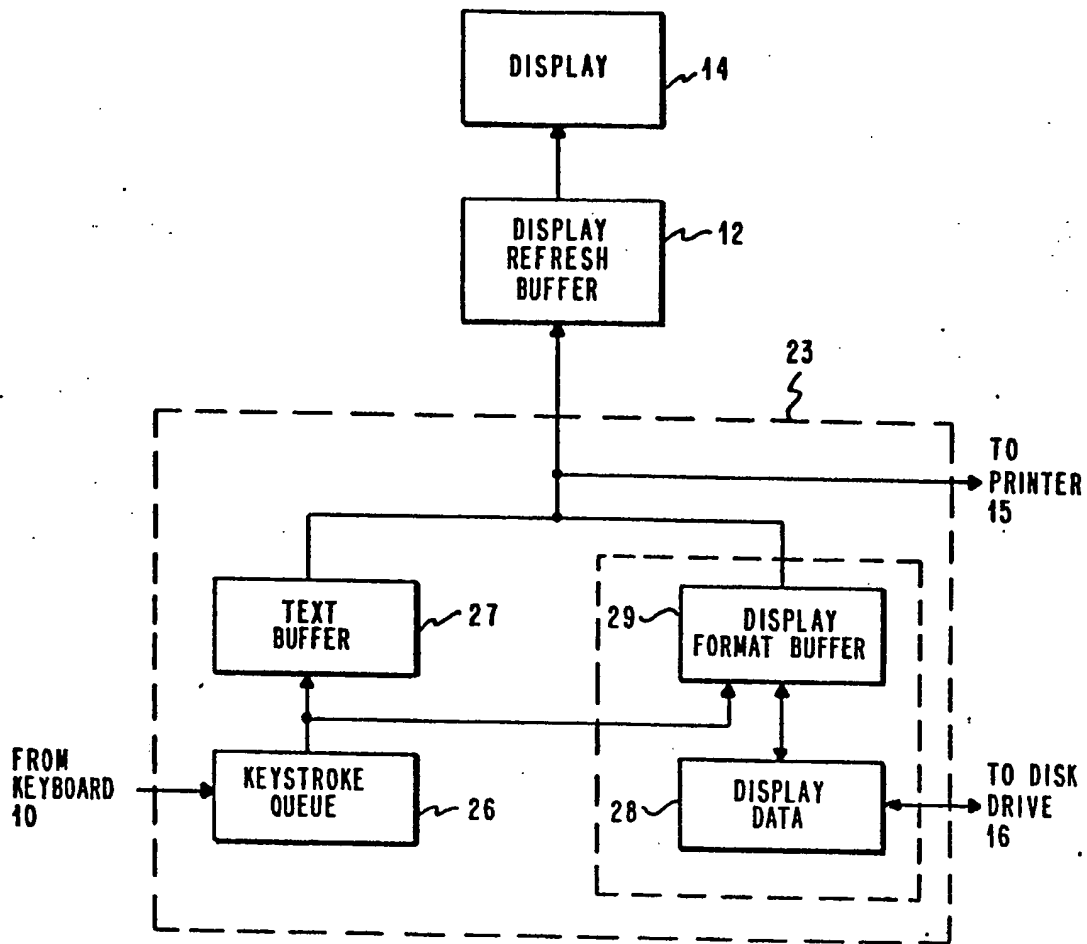 DISPLAY
14
DISPLAY
REFRESH
BUFFER
12
23
TO
PRINTER
15
TEXT
BUFFER
27
29
DISPLAY
FORMAT BUFFER
FROM
KEYBOARD
10
KEYSTROKE
QUEUE
26
28
DISPLAY
DATA
TO DISK
DRIVE
16